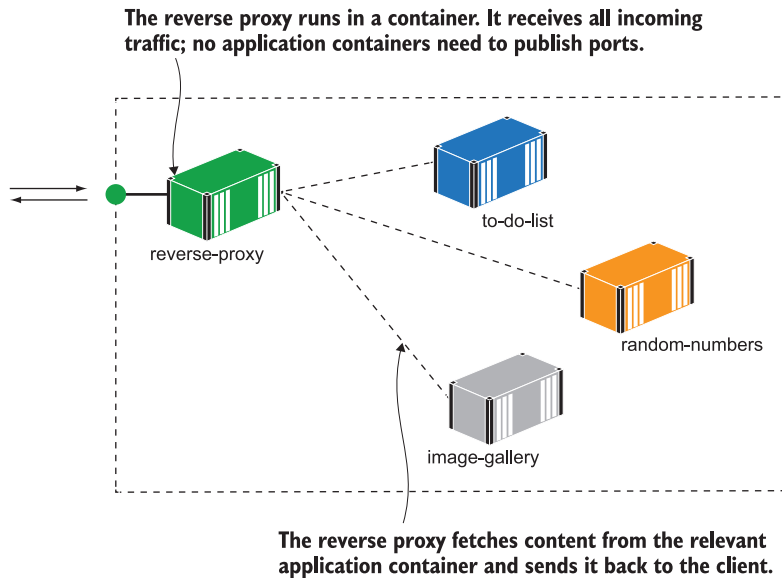 The reverse proxy runs in a container. It receives all incoming
traffic; no application containers need to publish ports.
to-do-list
reverse-proxy
random-numbers
image-gallery
The reverse proxy fetches content from the relevant
application container and sends it back to the client.